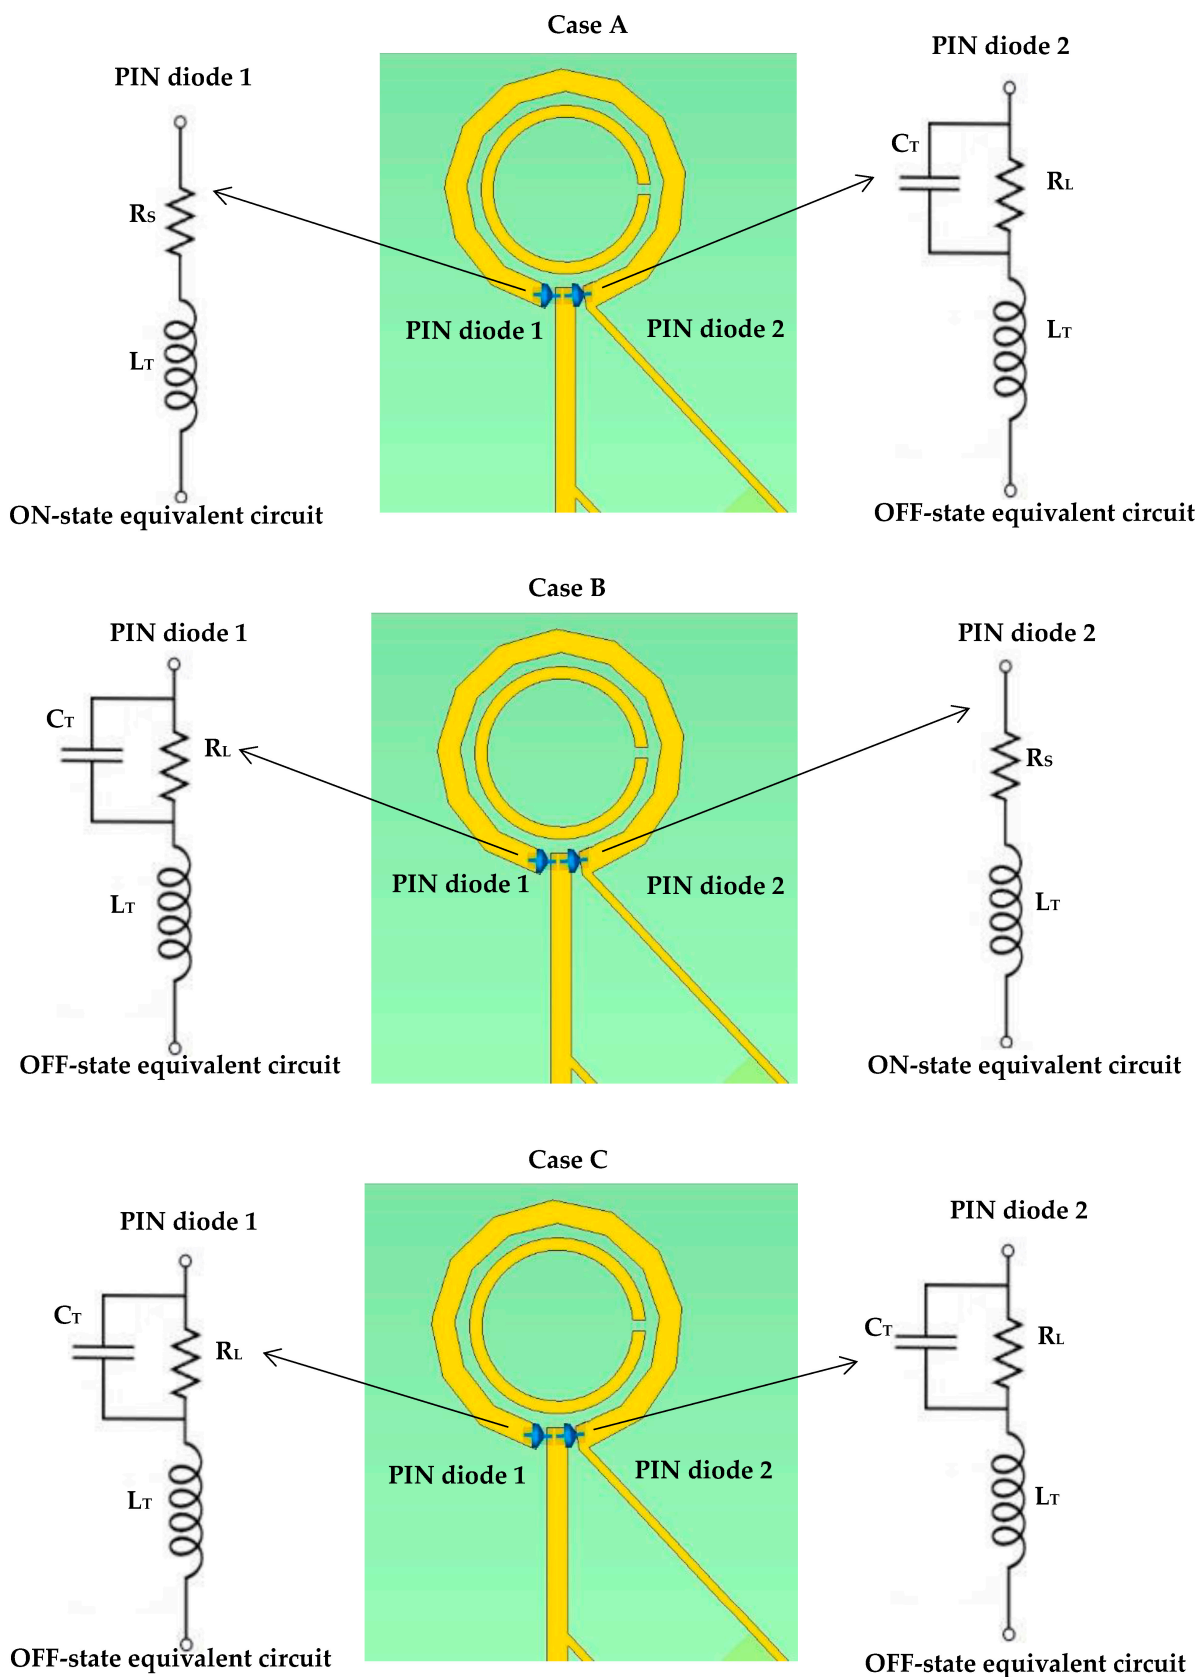 Case A
PIN diode 1
PIN diode 2
CT
RL
RS
LT
LT
PIN diode 1
PIN diode 2
ON-state equivalent circuit
OFF-state equivalent circuit
Case B
PIN diode 1
PIN diode 2
CT
RL
RS
LT
LT
PIN diode 1
PIN diode 2
OFF-state equivalent circuit
ON-state equivalent circuit
Case C
PIN diode 1
PIN diode 2
CT
RL
CT
RL
LT
LT
PIN diode 1
PIN diode 2
OFF-state equivalent circuit
OFF-state equivalent circuit